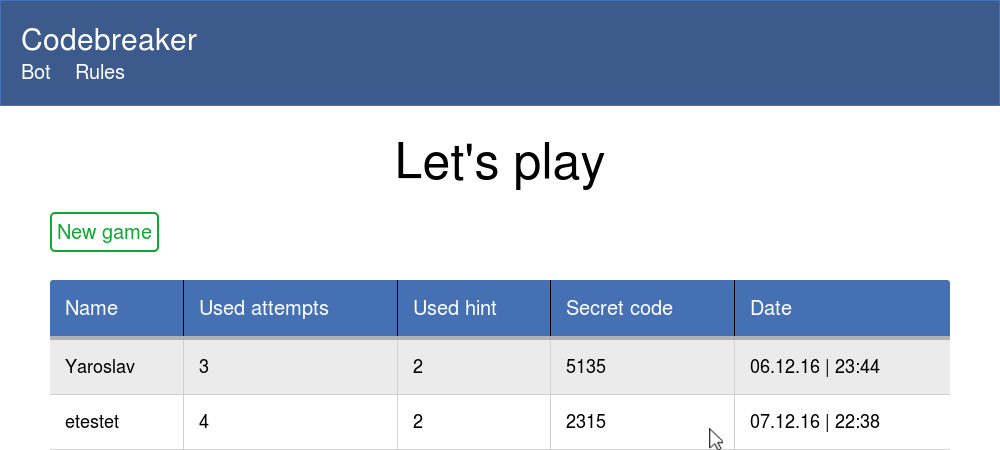 Codebreaker
Bot Rules
Let's play
New game
Name Used attempts Used hint Secret code Date
Yaroslav 3 2 5135 06.12.16 | 23:44
etestet 4 2 2315 07.12.16 | 22:38